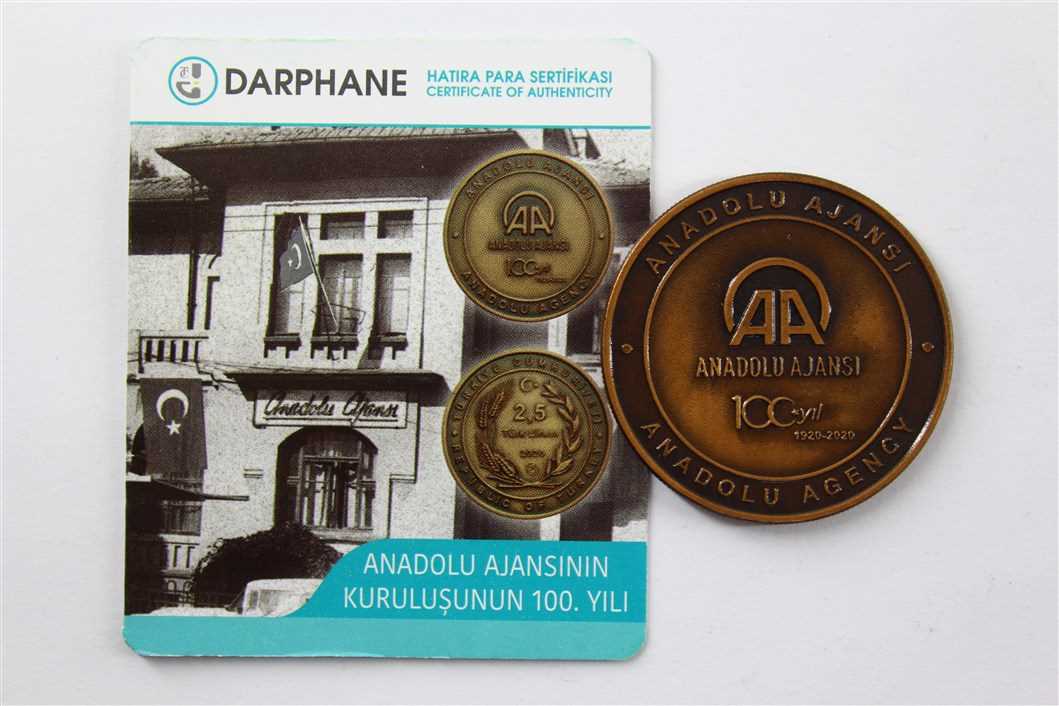 DARPHANE
HATIRA PARA SERTİFİKASI
CERTIFICATE OF AUTHENTICITY
ANADOLU AJANSI
AA
ANADOLU AJANSI
100.yıl
ANADOLU AGENCY
TÜRKİYE CUMHURİYETİ
2,5
TÜRK LİRASI
2020
REPUBLIC OF TURKEY
Anadolu Ajansı
ANADOLU AJANSININ
KURULUŞUNUN 100. YILI
ANADOLU AJANSI
AA
ANADOLU AJANSI
100.yıl
1920-2020
ANADOLU AGENCY